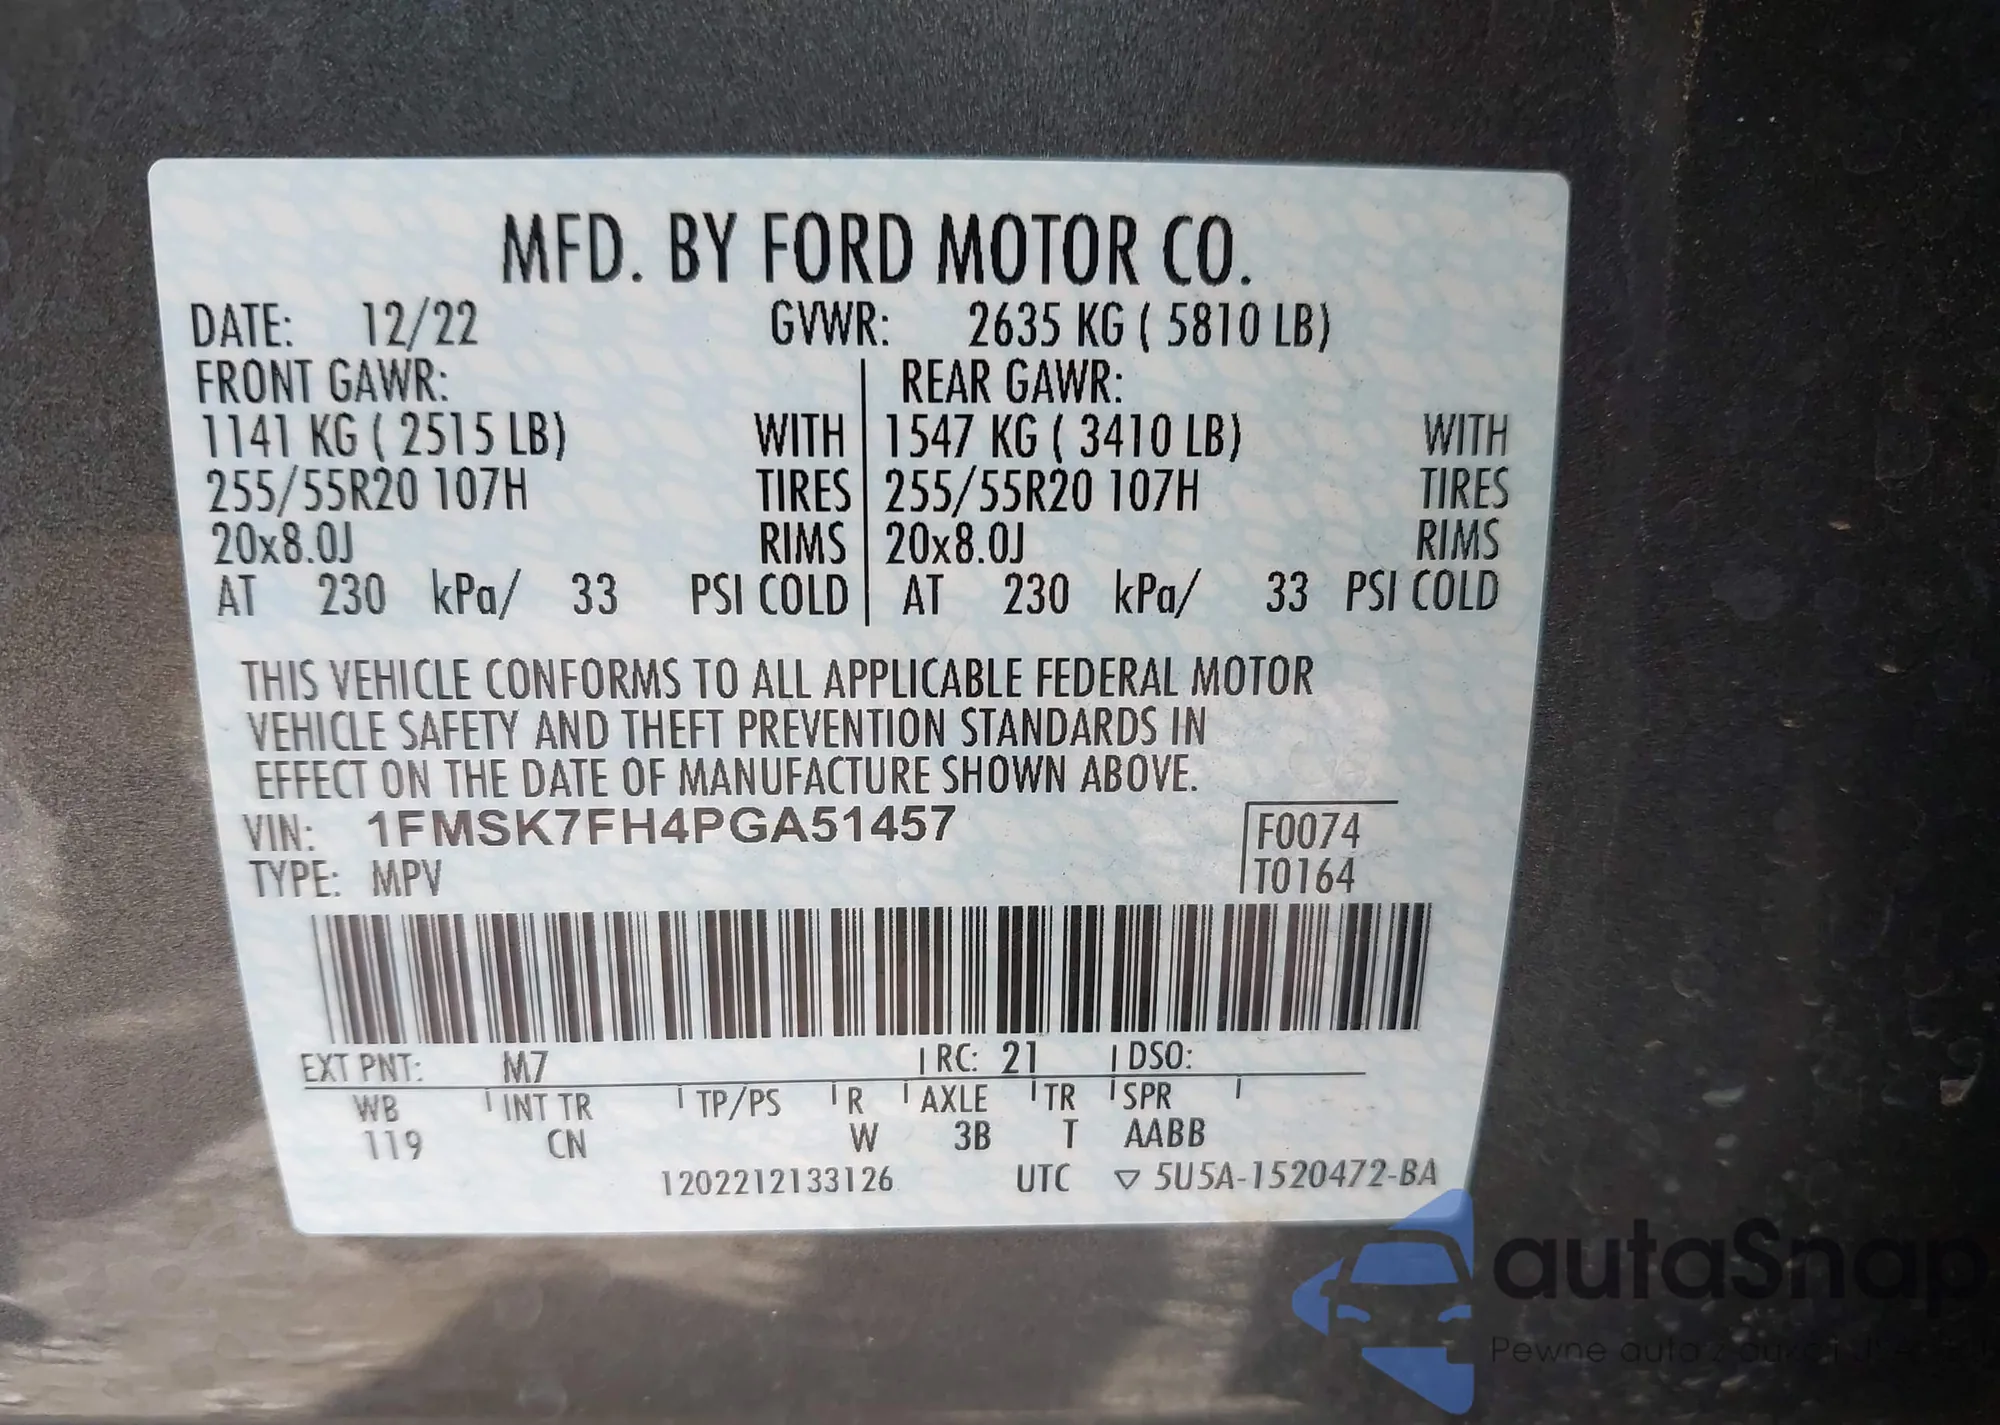 MFD. BY FORD MOTOR CO.
DATE: 12/22 GVWR: 2635 KG ( 5810 LB)
FRONT GAWR: REAR GAWR:
1141 KG ( 2515 LB) WITH 1547 KG ( 3410 LB) WITH
255/55R20 107H TIRES 255/55R20 107H TIRES
20x8.0J RIMS 20x8.0J RIMS
AT 230 kPa/ 33 PSI COLD AT 230 kPa/ 33 PSI COLD
THIS VEHICLE CONFORMS TO ALL APPLICABLE FEDERAL MOTOR
VEHICLE SAFETY AND THEFT PREVENTION STANDARDS IN
EFFECT ON THE DATE OF MANUFACTURE SHOWN ABOVE.
VIN: 1FMSK7FH4PGA51457 F0074
TYPE: MPV T0164
EXT PNT: M7 RC: 21 DSO:
WB INT TR TP/PS R AXLE TR SPR
119 CN W 3B T AABB
1202212133126 UTC ▽ 5U5A-1520472-BA
autaSnap
Pewne auta z